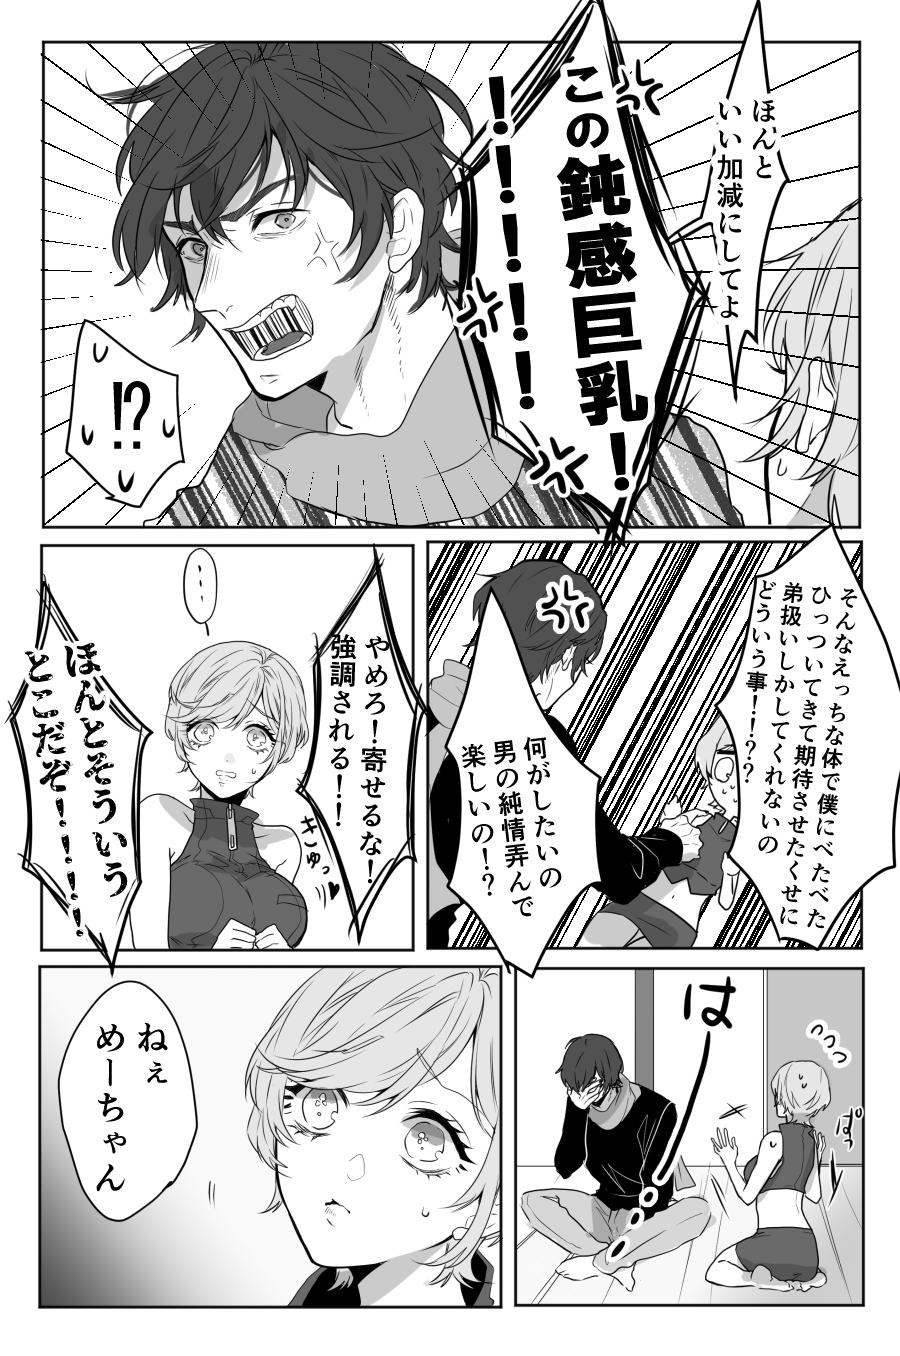 ほんと
いい加減にしてよ
この鈍感巨乳！
！！！！！
!?
そんなえっちな体で僕にべたべた
ひっついてきて期待させたくせに
弟扱いしかしてくれないの
どういう事！！？？
何がしたいの
男の純情弄んで
楽しいの！？
…
やめろ！寄せるな！
強調される！！
きゅっ♥
ほんとそういう
とこだぞ！！！！
はーー…
ぱっ
ねぇ
めーちゃん